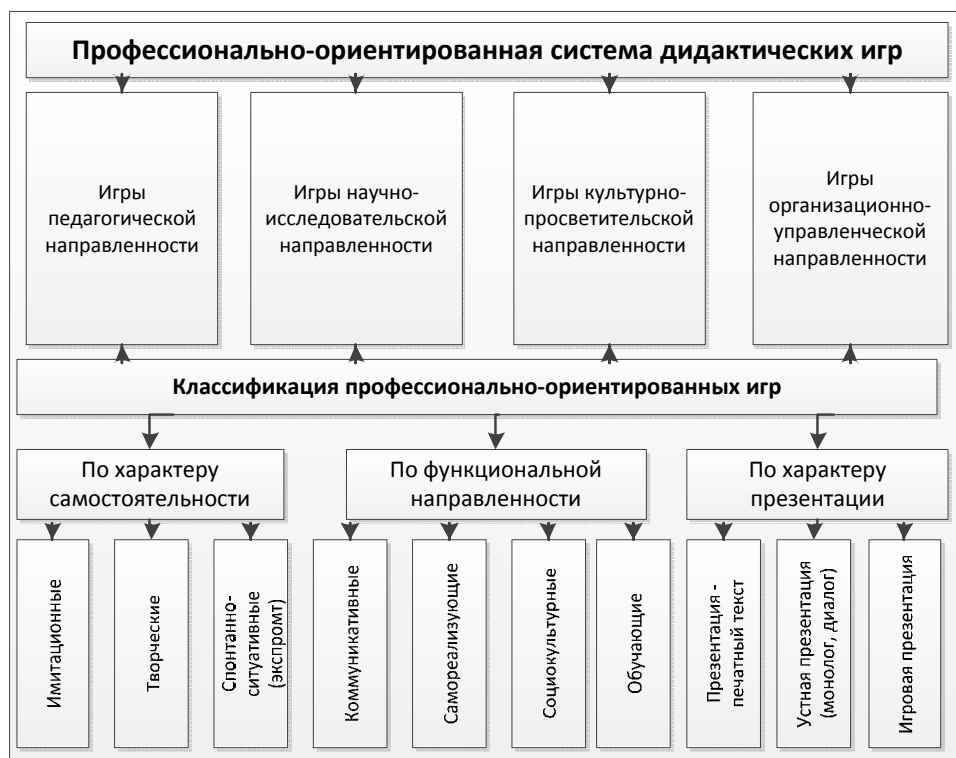 Профессионально-ориентированная система дидактических игр
Игры
педагогической
направленности
Игры научно-
исследовательской
направленности
Игры культурно-
просветительской
направленности
Игры
организационно-
управленческой
направленности
Классификация профессионально-ориентированных игр
По характеру
самостоятельности
По функциональной
направленности
По характеру
презентации
Имитационные
Творческие
Спонтанно-
ситуативные
(экспромт)
Коммуникативные
Самореализующие
Социокультурные
Обучающие
Презентация -
печатный текст
Устная презентация
(монолог, диалог)
Игровая презентация